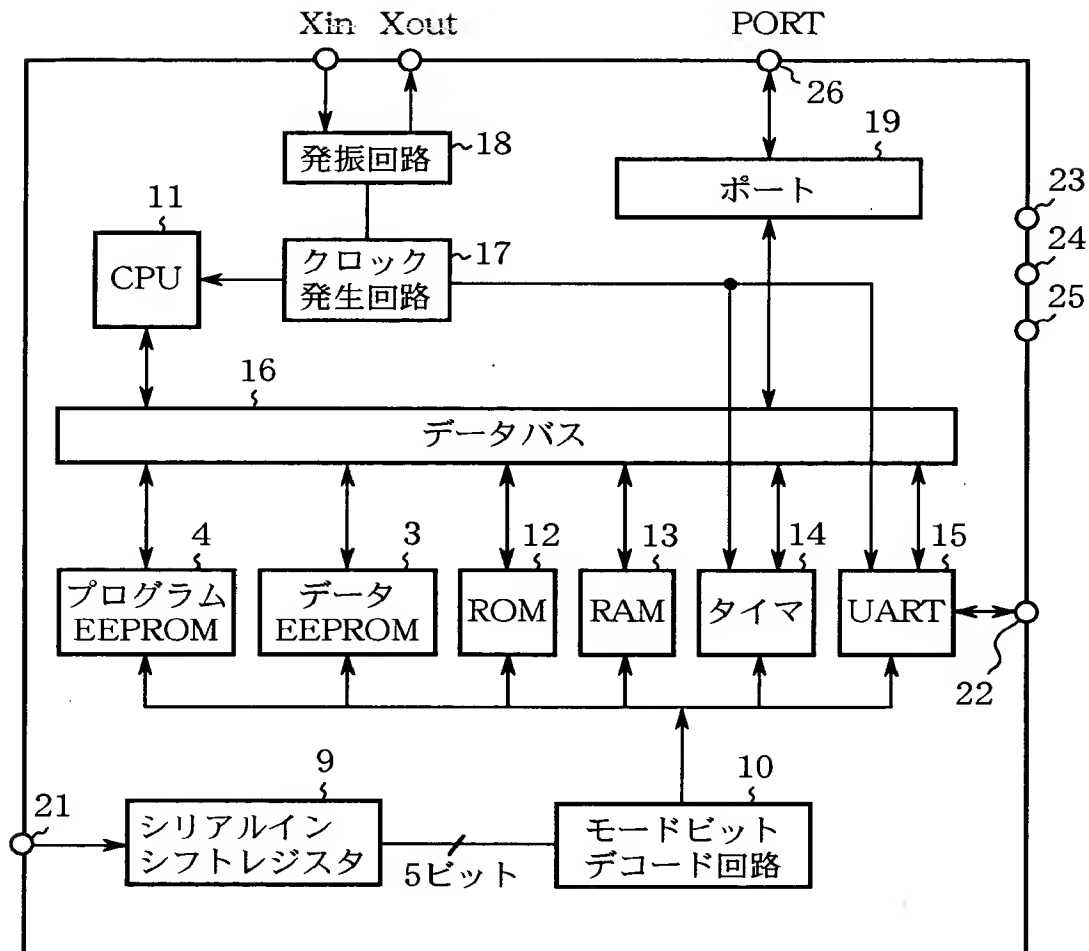 Xin Xout PORT
26
発振回路
18
19
ポート
11
CPU
クロック
発生回路
17
23
24
25
16
データバス
4
プログラム
EEPROM
3
データ
EEPROM
12
ROM
13
RAM
14
タイマ
15
UART
22
9
シリアルイン
シフトレジスタ
21
5ビット
10
モードビット
デコード回路